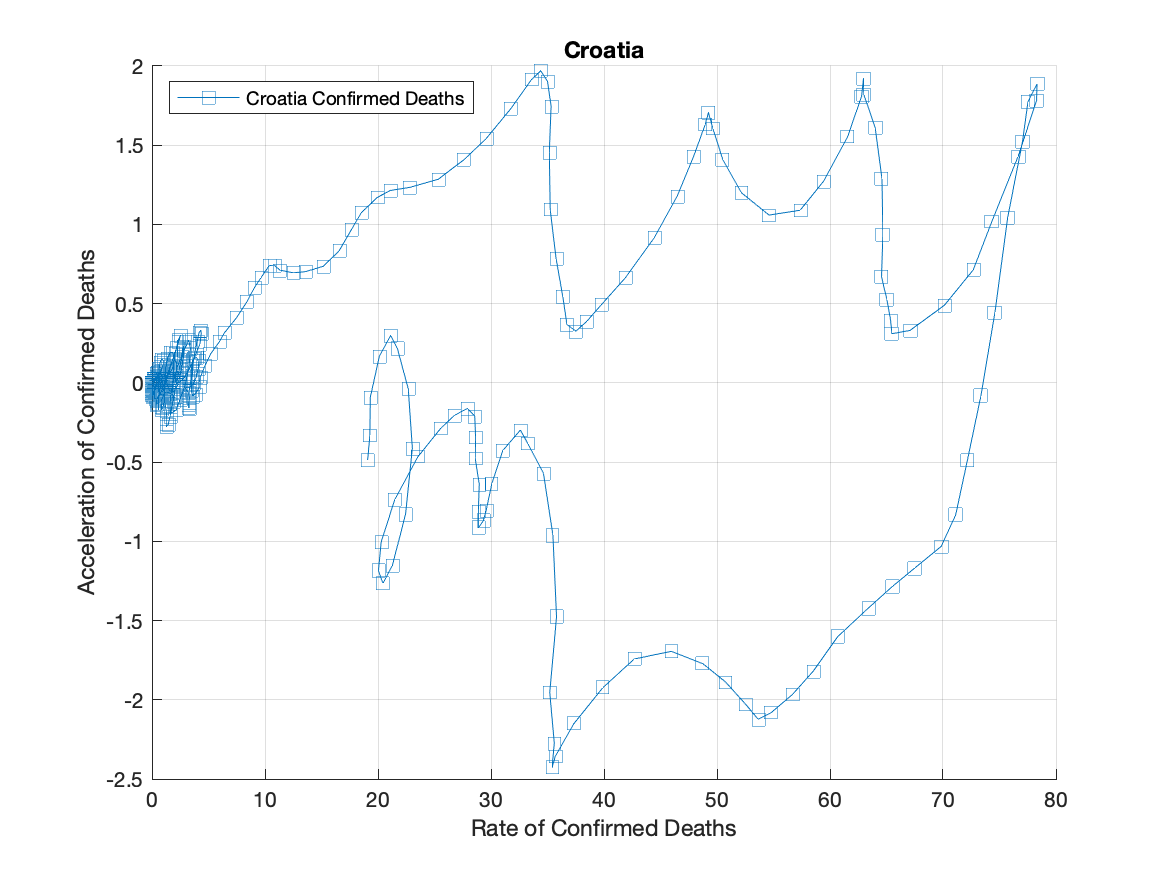 Croatia
Croatia Confirmed Deaths
Acceleration of Confirmed Deaths
2
1.5
1
0.5
0
-0.5
-1
-1.5
-2
-2.5
0 10 20 30 40 50 60 70 80
Rate of Confirmed Deaths